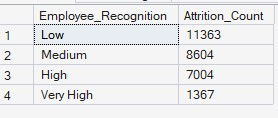 Employee_Recognition Attrition_Count
1 Low 11363
2 Medium 8604
3 High 7004
4 Very High 1367